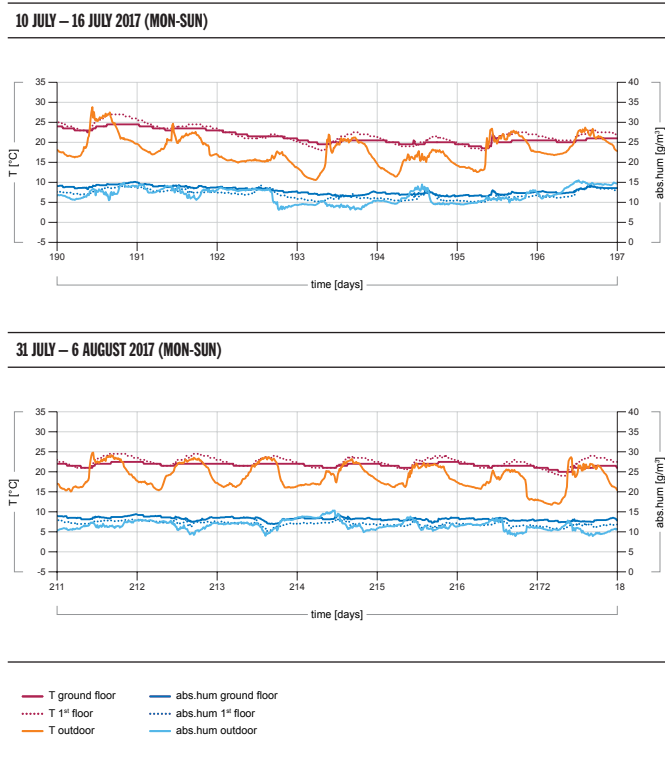 10 JULY – 16 JULY 2017 (MON-SUN)
35
30
25
20
15
10
5
0
-5
T [°C]
40
35
30
25
20
15
10
5
0
abs.hum [g/m³]
190 191 192 193 194 195 196 197
time [days]
31 JULY – 6 AUGUST 2017 (MON-SUN)
35
30
25
20
15
10
5
0
-5
T [°C]
40
35
30
25
20
15
10
5
0
abs.hum [g/m³]
211 212 213 214 215 216 2172 18
time [days]
T ground floor abs.hum ground floor
T 1st floor abs.hum 1st floor
T outdoor abs.hum outdoor